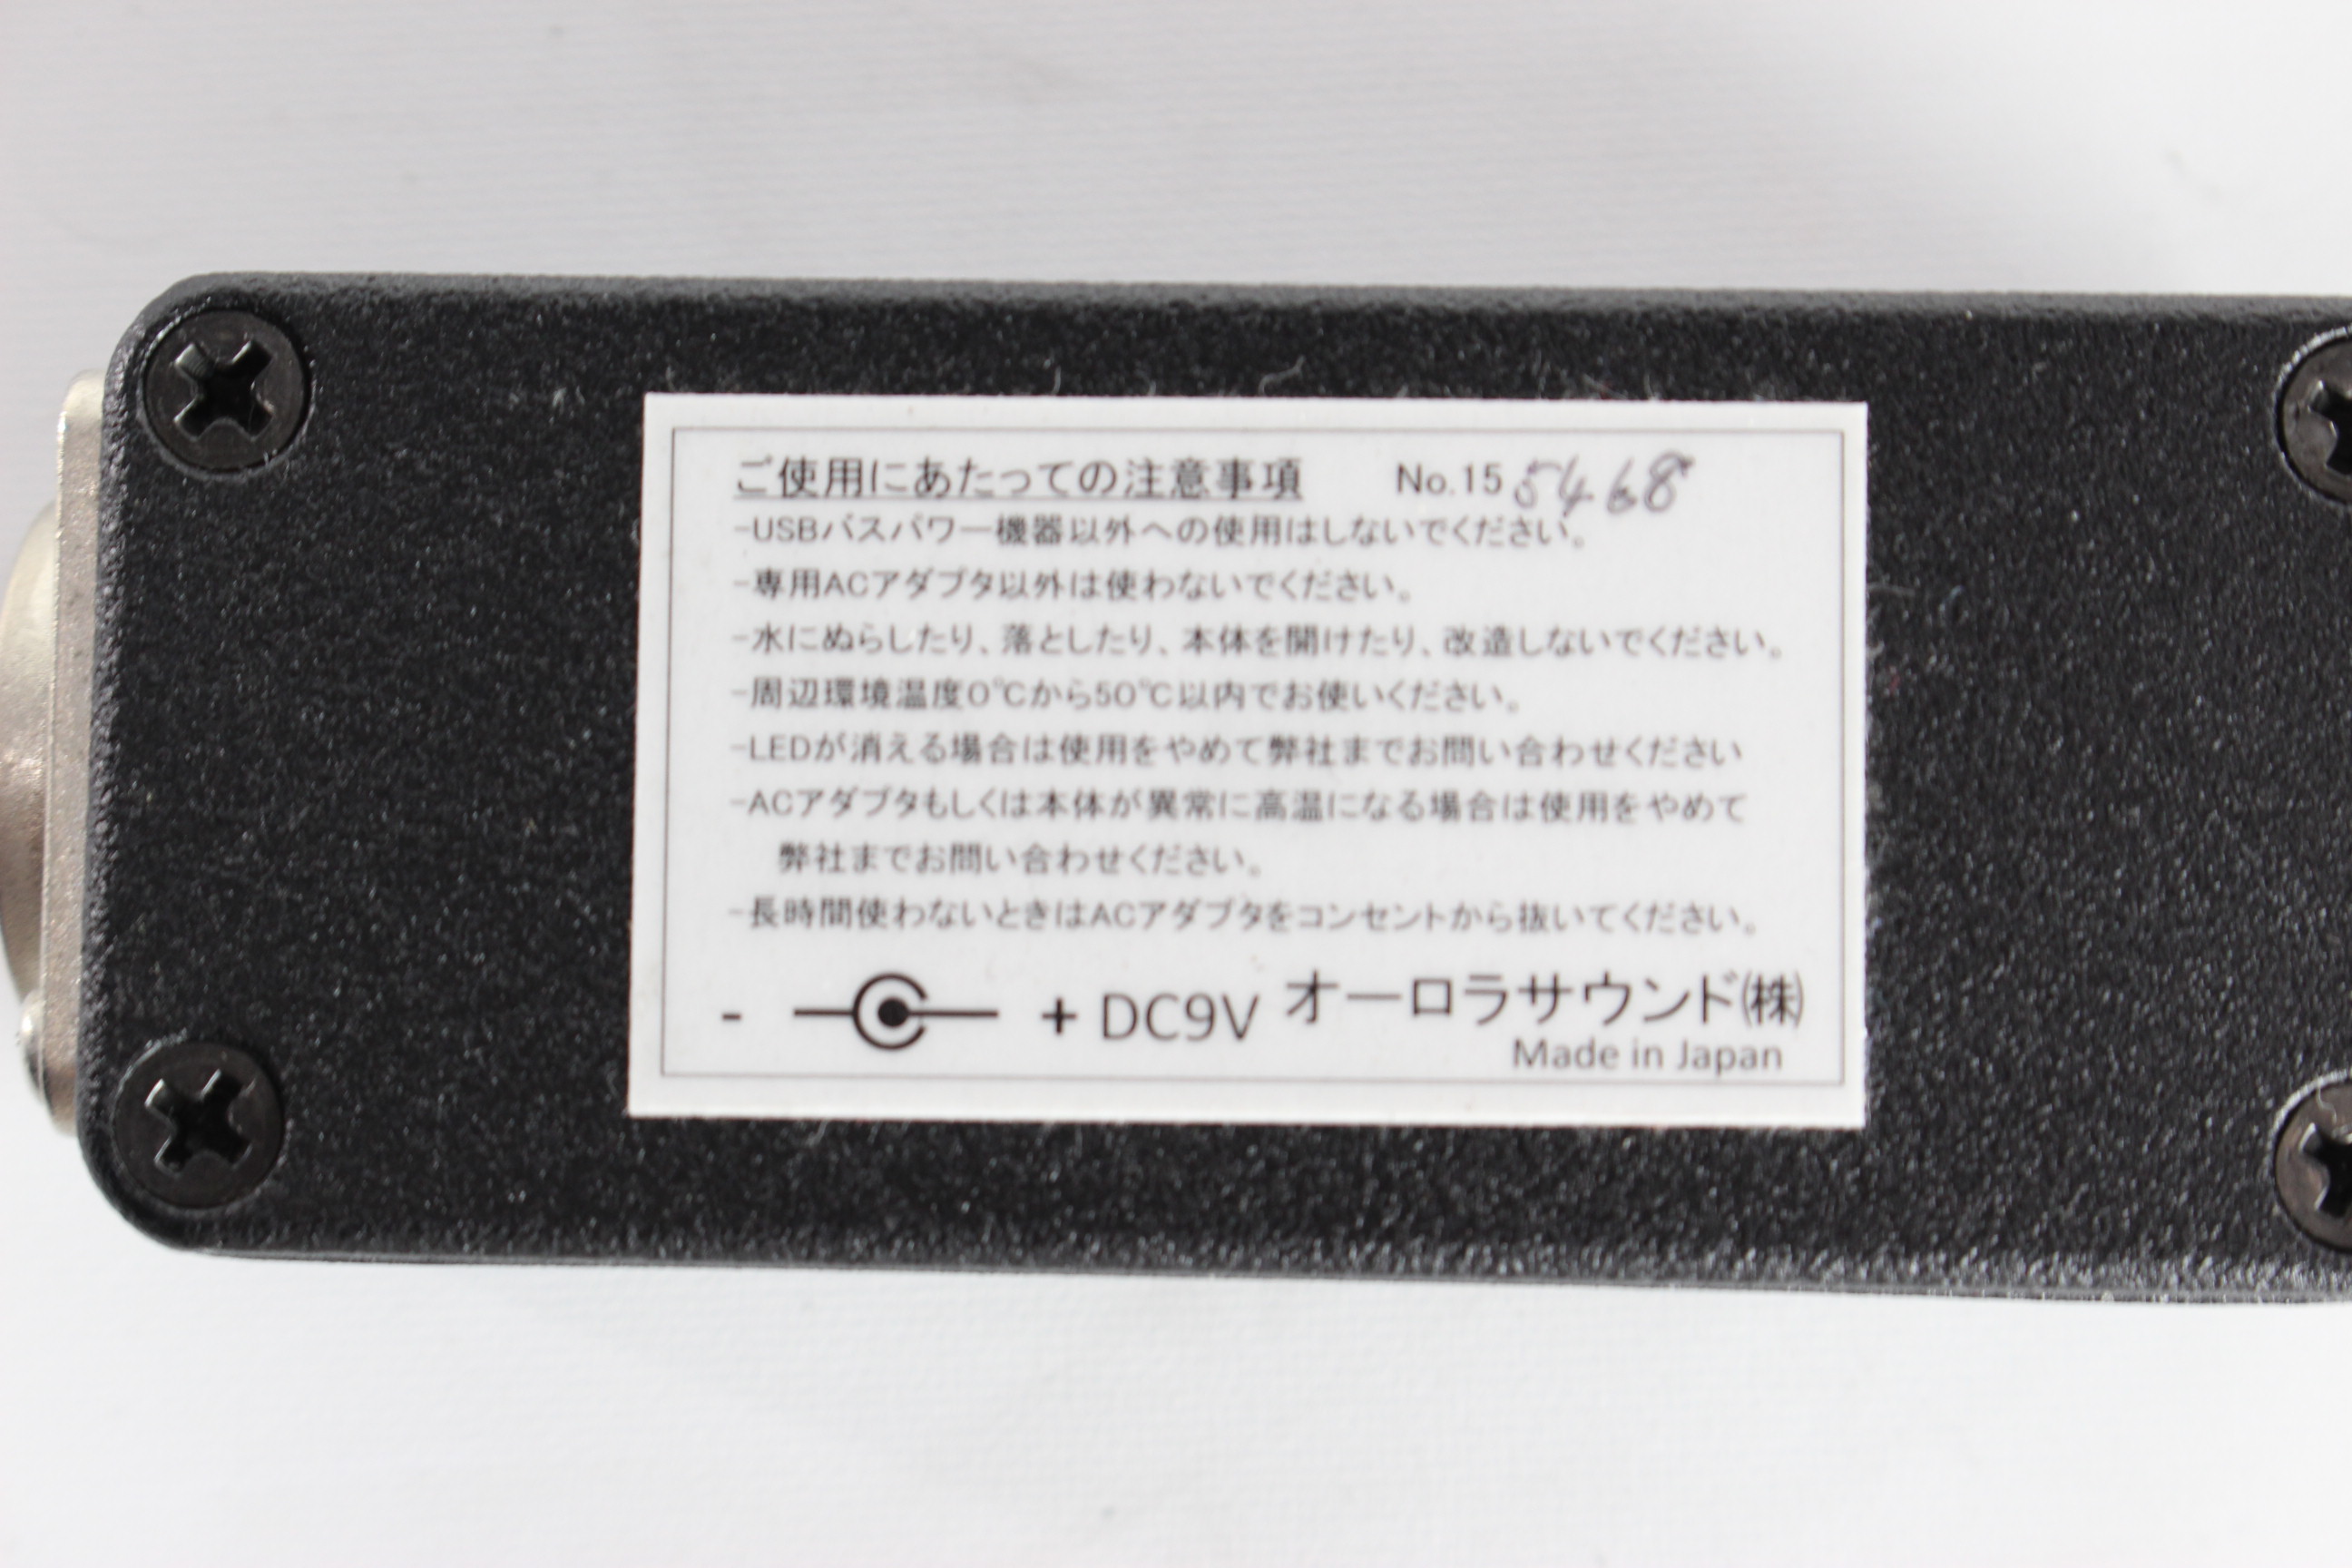 ご使用にあたっての注意事項 No.15 5468
-USBバスパワー機器以外への使用はしないでください。
-専用ACアダプタ以外は使わないでください。
-水にぬらしたり、落としたり、本体を開けたり、改造しないでください。
-周辺環境温度0℃から50℃以内でお使いください。
-LEDが消える場合は使用をやめて弊社までお問い合わせください
-ACアダプタもしくは本体が異常に高温になる場合は使用をやめて
弊社までお問い合わせください。
-長時間使わないときはACアダプタをコンセントから抜いてください。
- + DC9V オーロラサウンド㈱
Made in Japan